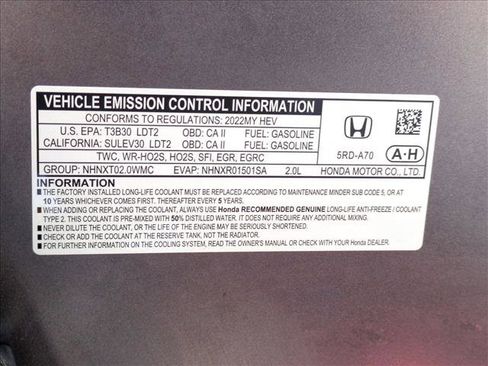 VEHICLE EMISSION CONTROL INFORMATION
CONFORMS TO REGULATIONS: 2022MY HEV
U.S. EPA: T3B30 LDT2 OBD: CA II FUEL: GASOLINE
CALIFORNIA: SULEV30 LDT2 OBD: CA II FUEL: GASOLINE
TWC, WR-HO2S, HO2S, SFI, EGR, EGRC
GROUP: NHNXT02.0WMC EVAP: NHNXR01501SA 2.0L
5RD-A70 A-H
HONDA MOTOR CO., LTD.
INFORMATION
■ THE FACTORY INSTALLED LONG-LIFE COOLANT MUST BE REPLACED ACCORDING TO MAINTENANCE MINDER SUB CODE 5, OR AT
10 YEARS WHICHEVER COMES FIRST. THEREAFTER EVERY 5 YEARS.
■ WHEN ADDING OR REPLACING THE COOLANT, ALWAYS USE Honda RECOMMENDED GENUINE LONG-LIFE ANTI-FREEZE / COOLANT
TYPE 2. THIS COOLANT IS PRE-MIXED WITH 50% DISTILLED WATER. IT DOES NOT REQUIRE ANY ADDITIONAL MIXING.
■ NEVER DILUTE THE COOLANT, OR THE LIFE OF THE ENGINE MAY BE SERIOUSLY SHORTENED.
■ CHECK OR ADD AT THE RESERVE TANK, NOT THE RADIATOR.
■ FOR FURTHER INFORMATION ON THE COOLING SYSTEM, READ THE OWNER'S MANUAL OR CHECK WITH YOUR Honda DEALER.